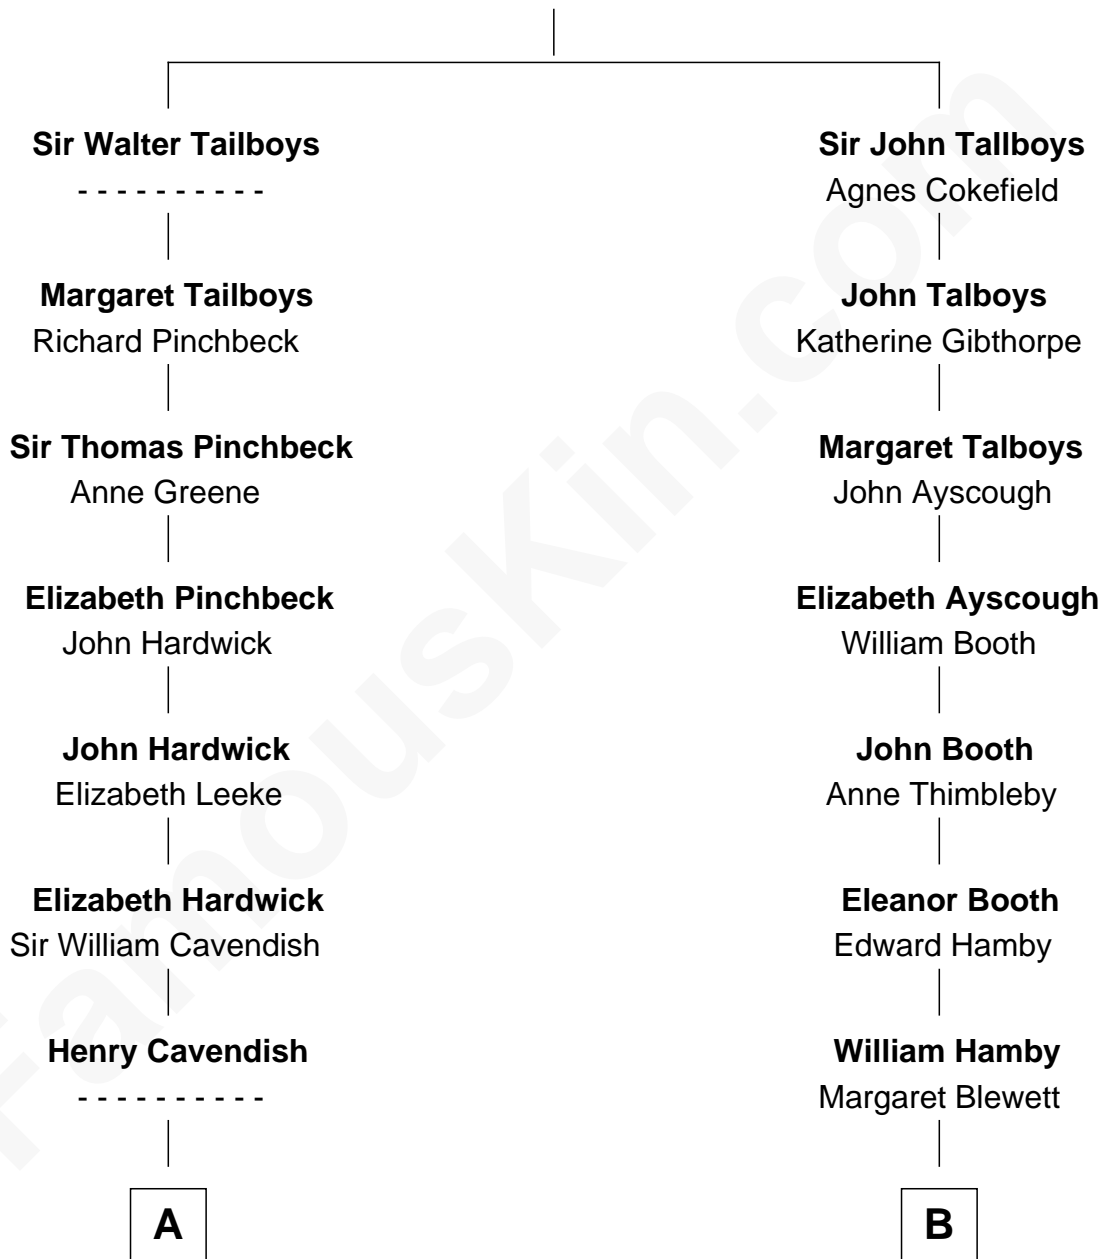 Sir Walter Tailboys
- - - - - - - - - -
Margaret Tailboys
Richard Pinchbeck
Sir Thomas Pinchbeck
Anne Greene
Elizabeth Pinchbeck
John Hardwick
John Hardwick
Elizabeth Leeke
Elizabeth Hardwick
Sir William Cavendish
Henry Cavendish
- - - - - - - - - -
A
Sir John Tallboys
Agnes Cokefield
John Talboys
Katherine Gibthorpe
Margaret Talboys
John Ayscough
Elizabeth Ayscough
William Booth
John Booth
Anne Thimbleby
Eleanor Booth
Edward Hamby
William Hamby
Margaret Blewett
B
FamousKin.com